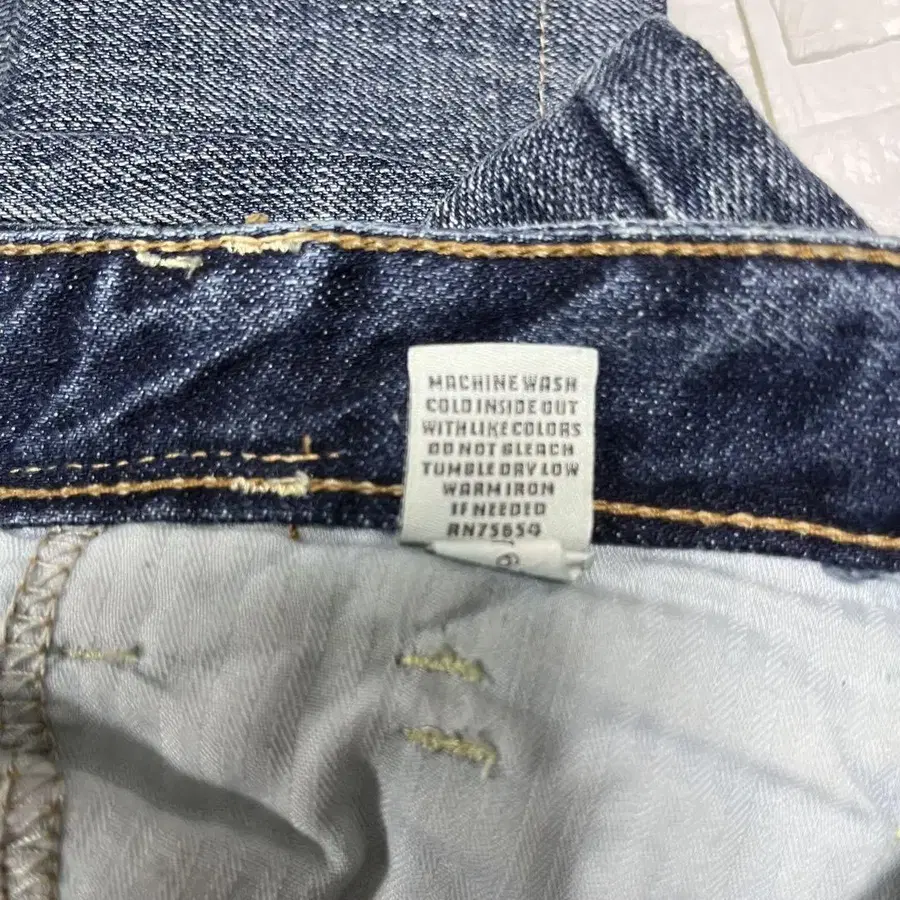 MACHINE WASH
COLD INSIDE OUT
WITH LIKE COLORS
DO NOT BLEACH
TUMBLE DRY LOW
WARM IRON
IF NEEDED
RN75654